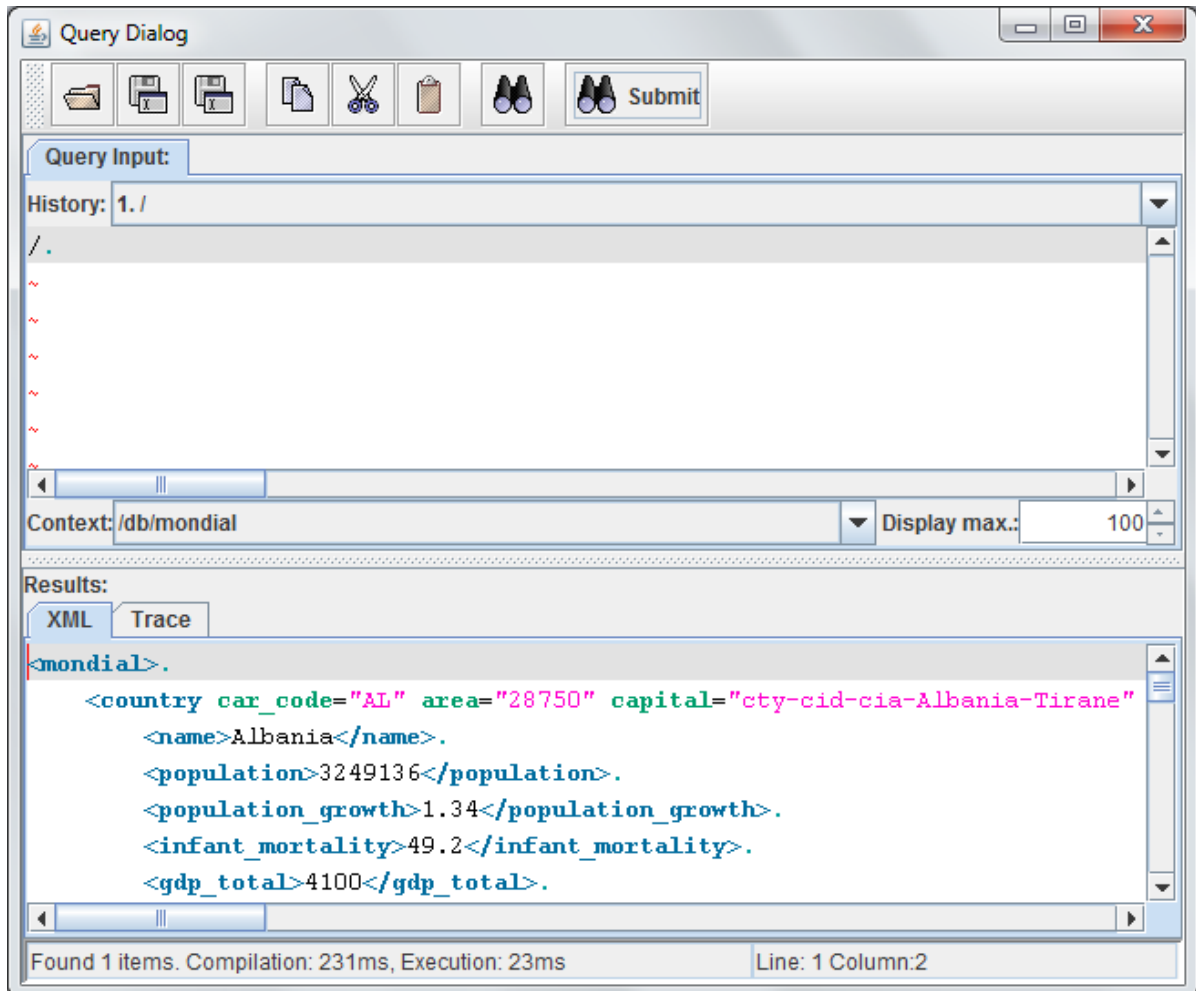 Query Dialog
Submit
Query Input:
History: 1. /
/.
~
~
~
~
~
~
Context: /db/mondial Display max.: 100
Results:
XML Trace
<mondial>.
<country car_code="AL" area="28750" capital="cty-cid-cia-Albania-Tirane"
<name>Albania</name>.
<population>3249136</population>.
<population_growth>1.34</population_growth>.
<infant_mortality>49.2</infant_mortality>.
<gdp_total>4100</gdp_total>.
Found 1 items. Compilation: 231ms, Execution: 23ms Line: 1 Column:2